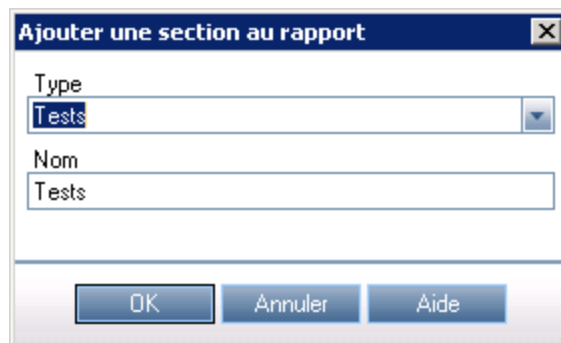 Ajouter une section au rapport
Type
Tests
Nom
Tests
OK Annuler Aide